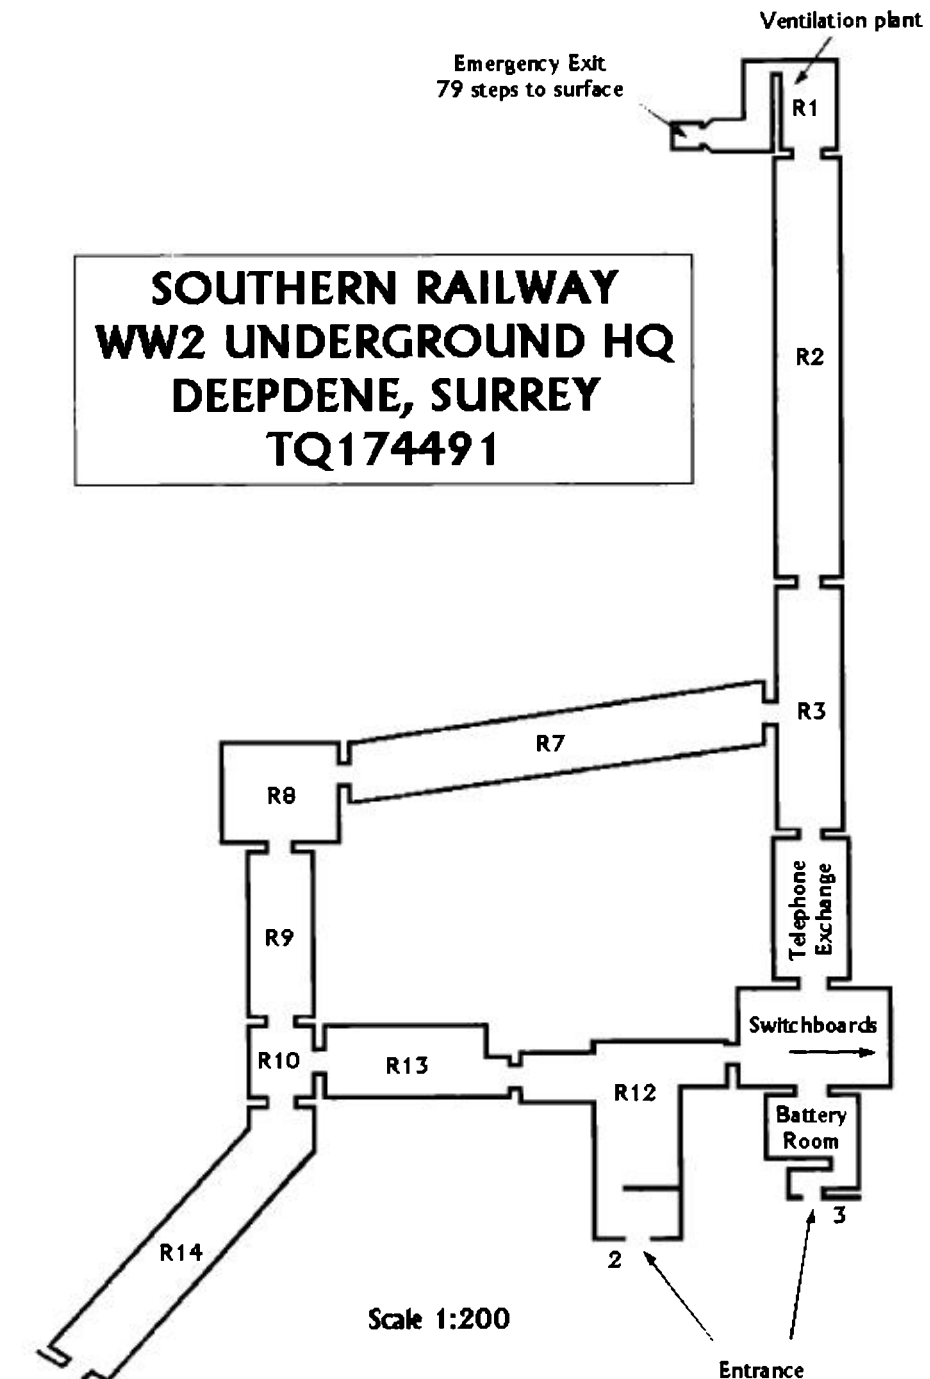 Ventilation plant
Emergency Exit
79 steps to surface
R1
SOUTHERN RAILWAY
WW2 UNDERGROUND HQ
DEEPDENE, SURREY
TQ174491
R2
R3
R7
R8
Telephone
Exchange
R9
Switchboards
R10
R13
R12
Battery
Room
3
R14
2
Scale 1:200
Entrance